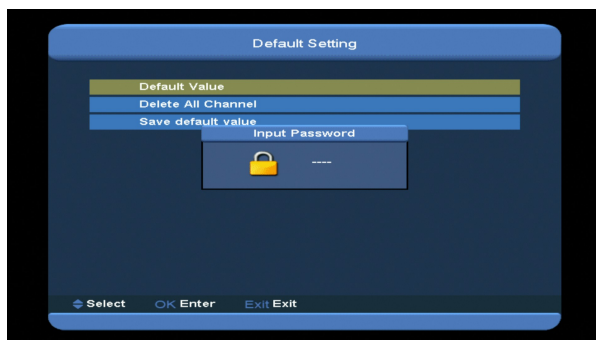 Default Setting
Default Value
Delete All Channel
Save default value
Input Password
----
Select OK Enter Exit Exit